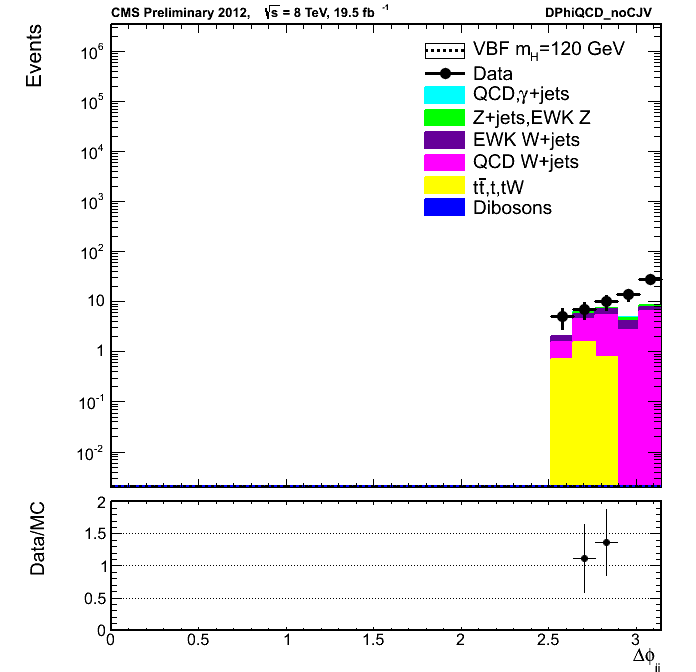 CMS Preliminary 2012, √s = 8 TeV, 19.5 fb⁻¹ DPhiQCD_noCJV
Events
10⁶
10⁵
10⁴
10³
10²
10
1
10⁻¹
10⁻²
VBF m_H=120 GeV
Data
QCD,γ+jets
Z+jets,EWK Z
EWK W+jets
QCD W+jets
tt̄,t,tW
Dibosons
Data/MC
2
1.5
1
0.5
0
0 0.5 1 1.5 2 2.5 3
Δϕ_jj